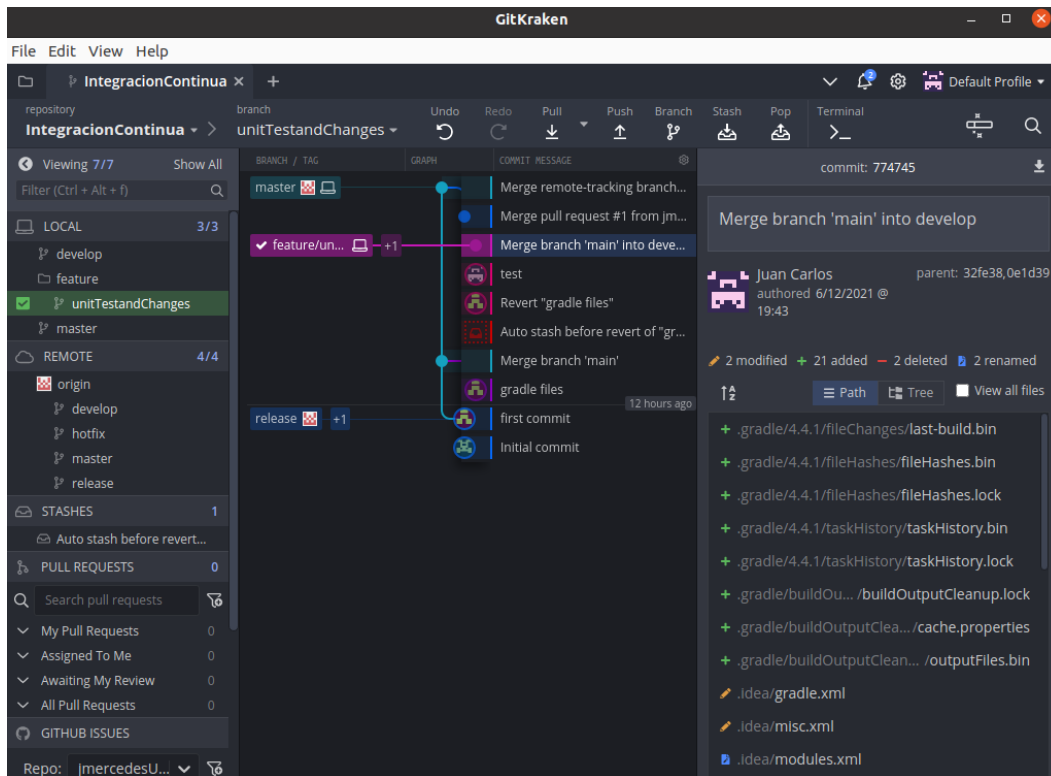 GitKraken
File Edit View Help
IntegracionContinua
2
Default Profile
repository
IntegracionContinua
branch
unitTestandChanges
Undo
Redo
Pull
Push
Branch
Stash
Pop
Terminal
Viewing 7/7
Show All
Filter (Ctrl + Alt + f)
LOCAL 3/3
develop
feature
unitTestandChanges
master
REMOTE 4/4
origin
develop
hotfix
master
release
STASHES 1
Auto stash before revert...
PULL REQUESTS 0
Search pull requests
My Pull Requests 0
Assigned To Me 0
Awaiting My Review 0
All Pull Requests 0
GITHUB ISSUES
Repo: JmercedesU...
BRANCH / TAG GRAPH COMMIT MESSAGE
master Merge remote-tracking branch...
Merge pull request #1 from jm...
feature/un... +1 Merge branch 'main' into deve...
test
Revert "gradle files"
Auto stash before revert of "gr...
Merge branch 'main'
gradle files
12 hours ago
release +1 first commit
Initial commit
commit: 774745
Merge branch 'main' into develop
Juan Carlos
authored 6/12/2021 @
19:43
parent: 32fe38,0e1d39
2 modified + 21 added − 2 deleted 2 renamed
Path Tree View all files
+ .gradle/4.4.1/fileChanges/last-build.bin
+ .gradle/4.4.1/fileHashes/fileHashes.bin
+ .gradle/4.4.1/fileHashes/fileHashes.lock
+ .gradle/4.4.1/taskHistory/taskHistory.bin
+ .gradle/4.4.1/taskHistory/taskHistory.lock
+ .gradle/buildOu... /buildOutputCleanup.lock
+ .gradle/buildOutputClea... /cache.properties
+ .gradle/buildOutputClean... /outputFiles.bin
.idea/gradle.xml
.idea/misc.xml
.idea/modules.xml